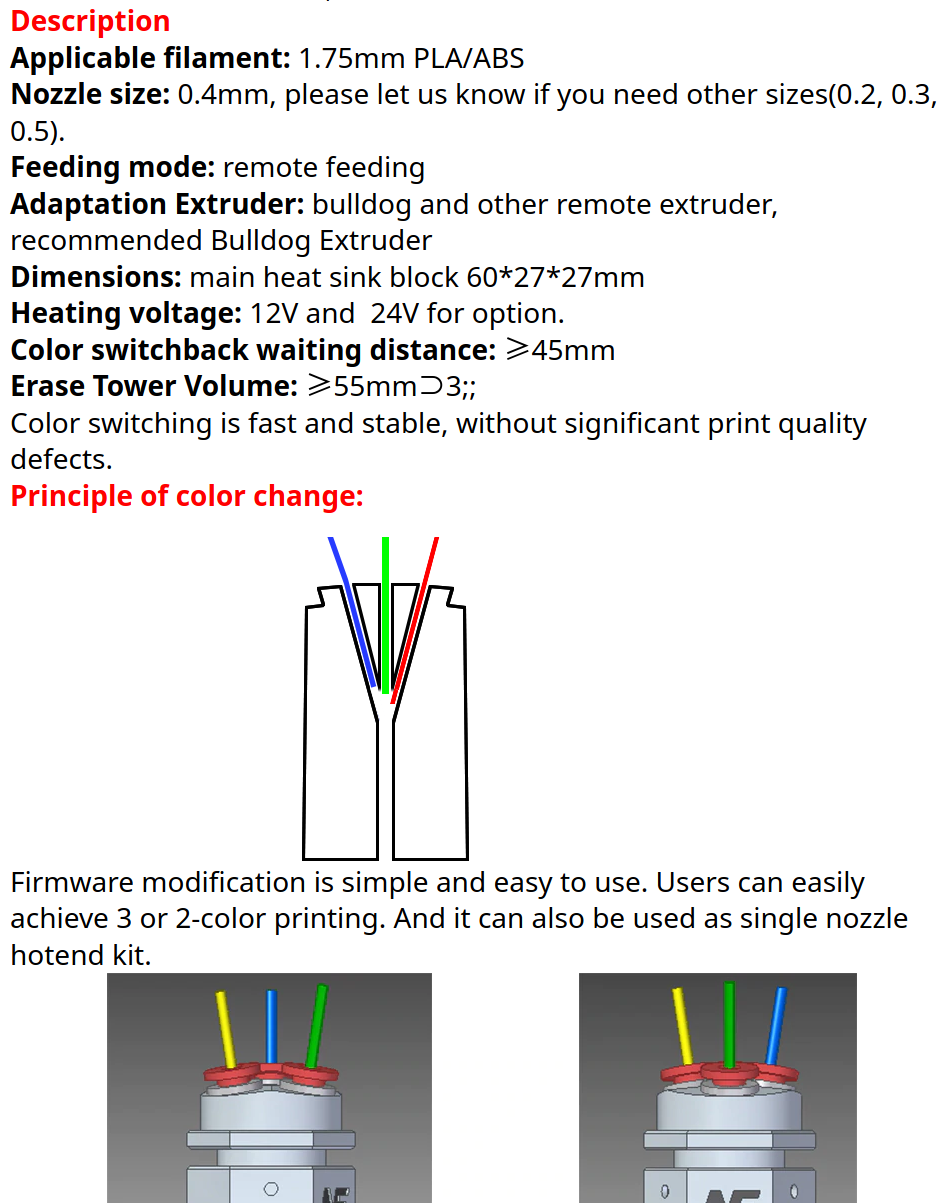 Description
Applicable filament: 1.75mm PLA/ABS
Nozzle size: 0.4mm, please let us know if you need other sizes(0.2, 0.3,
0.5).
Feeding mode: remote feeding
Adaptation Extruder: bulldog and other remote extruder,
recommended Bulldog Extruder
Dimensions: main heat sink block 60*27*27mm
Heating voltage: 12V and  24V for option.
Color switchback waiting distance: ⩾45mm
Erase Tower Volume: ⩾55mm⊃3;;
Color switching is fast and stable, without significant print quality
defects.
Principle of color change:
Firmware modification is simple and easy to use. Users can easily
achieve 3 or 2-color printing. And it can also be used as single nozzle
hotend kit.